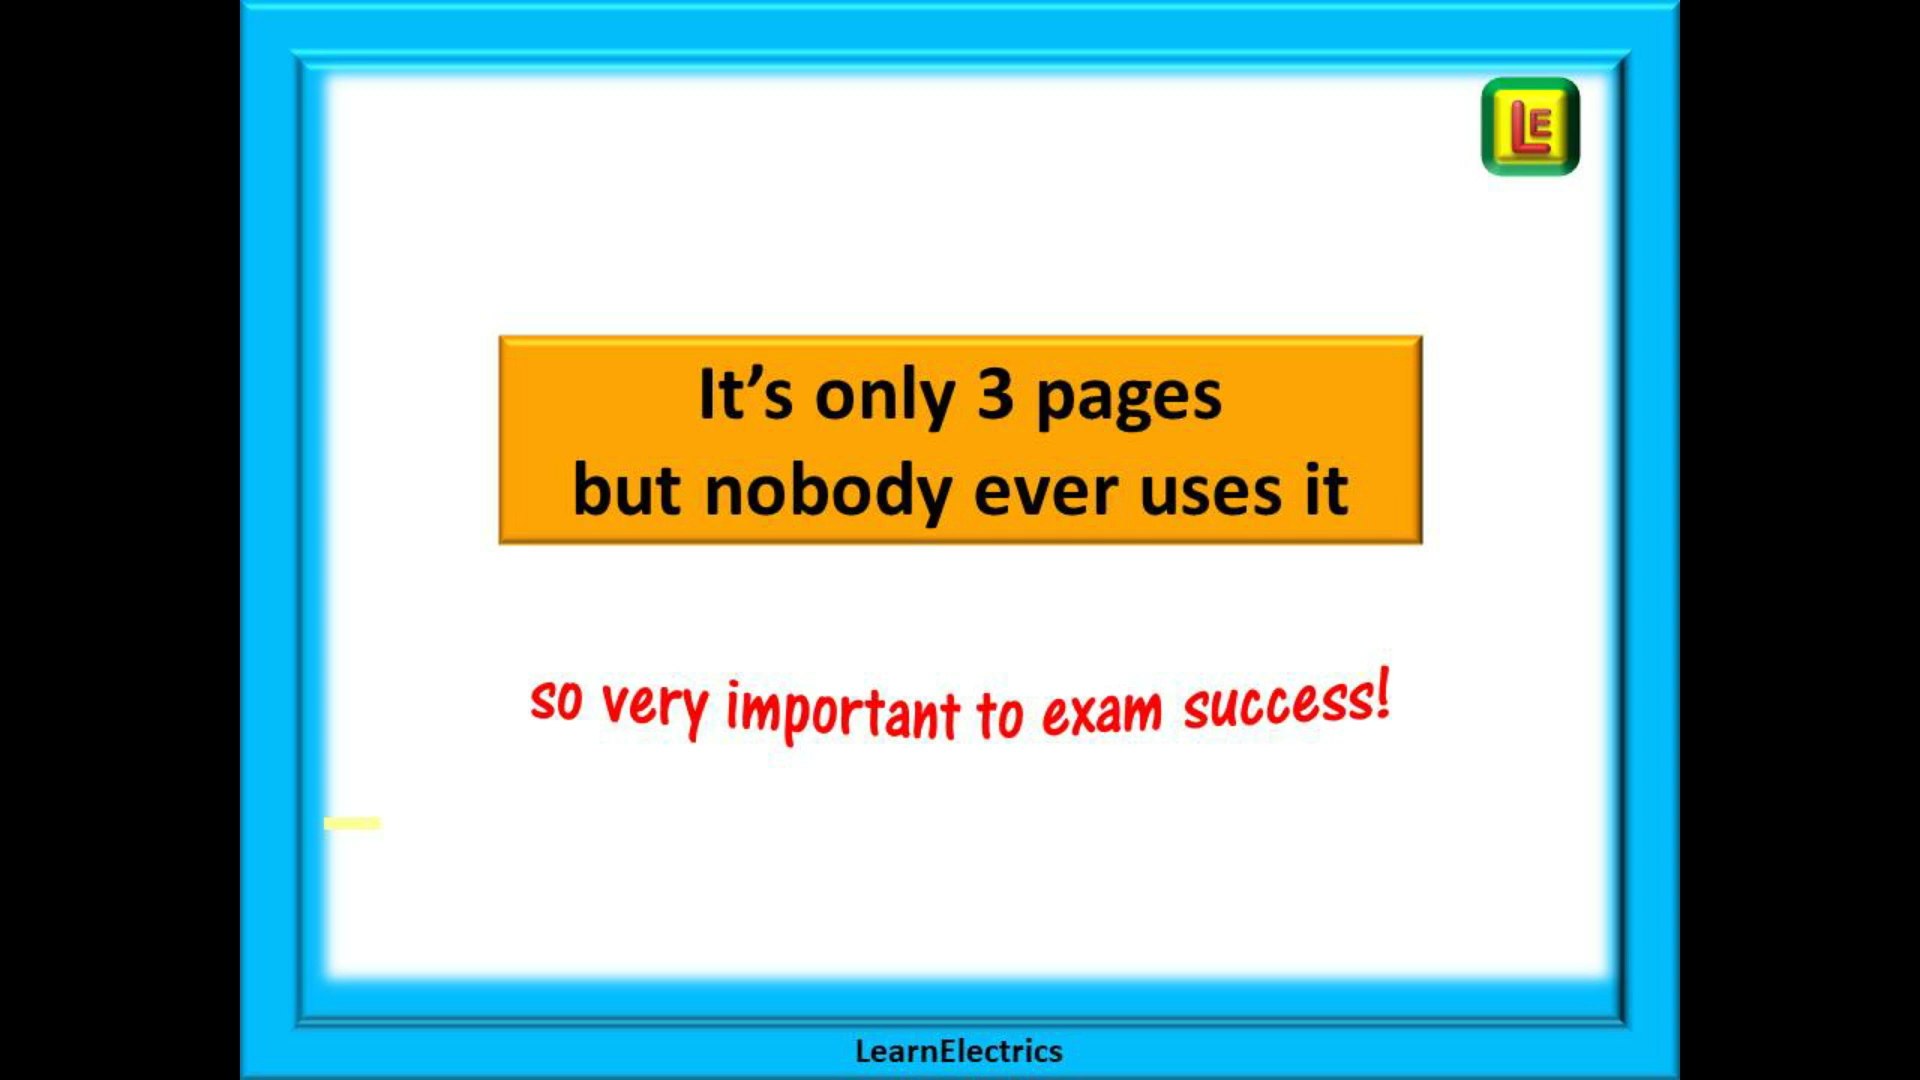 LE
It’s only 3 pages
but nobody ever uses it
so very important to exam success!
LearnElectrics